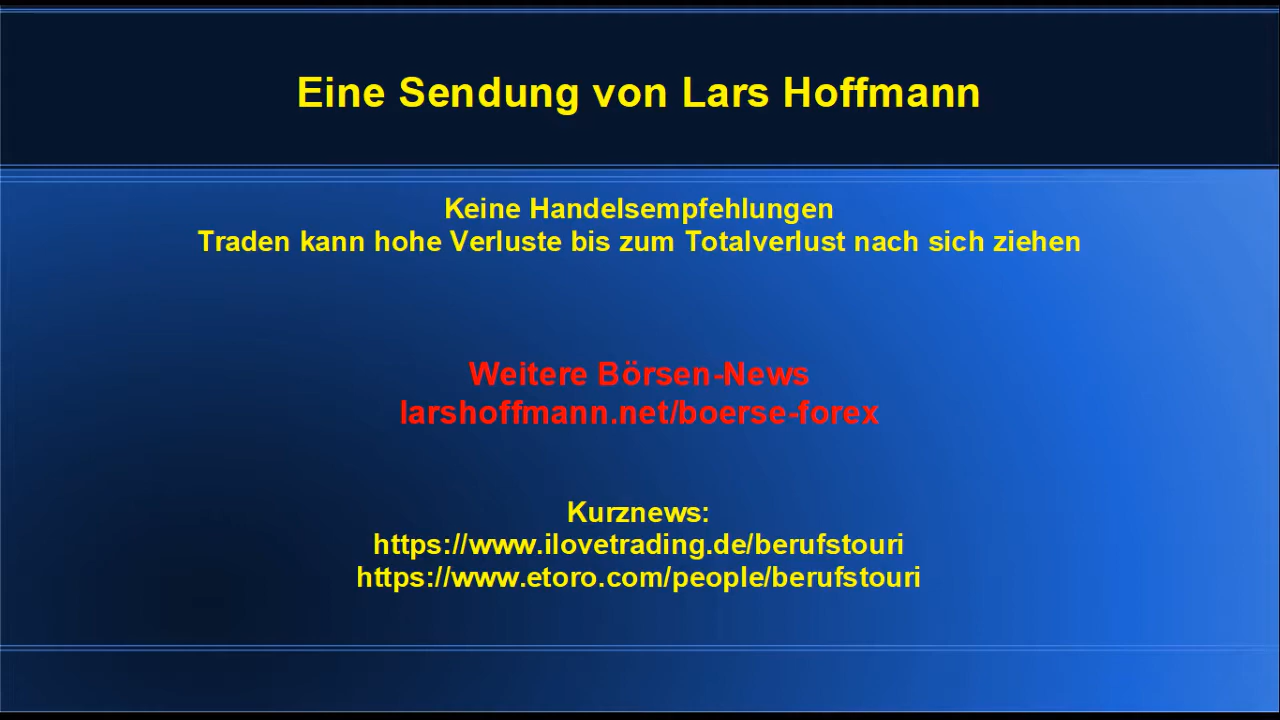 Eine Sendung von Lars Hoffmann
Keine Handelsempfehlungen
Traden kann hohe Verluste bis zum Totalverlust nach sich ziehen
Weitere Börsen-News
larshoffmann.net/boerse-forex
Kurznews:
https://www.ilovetrading.de/berufstouri
https://www.etoro.com/people/berufstouri